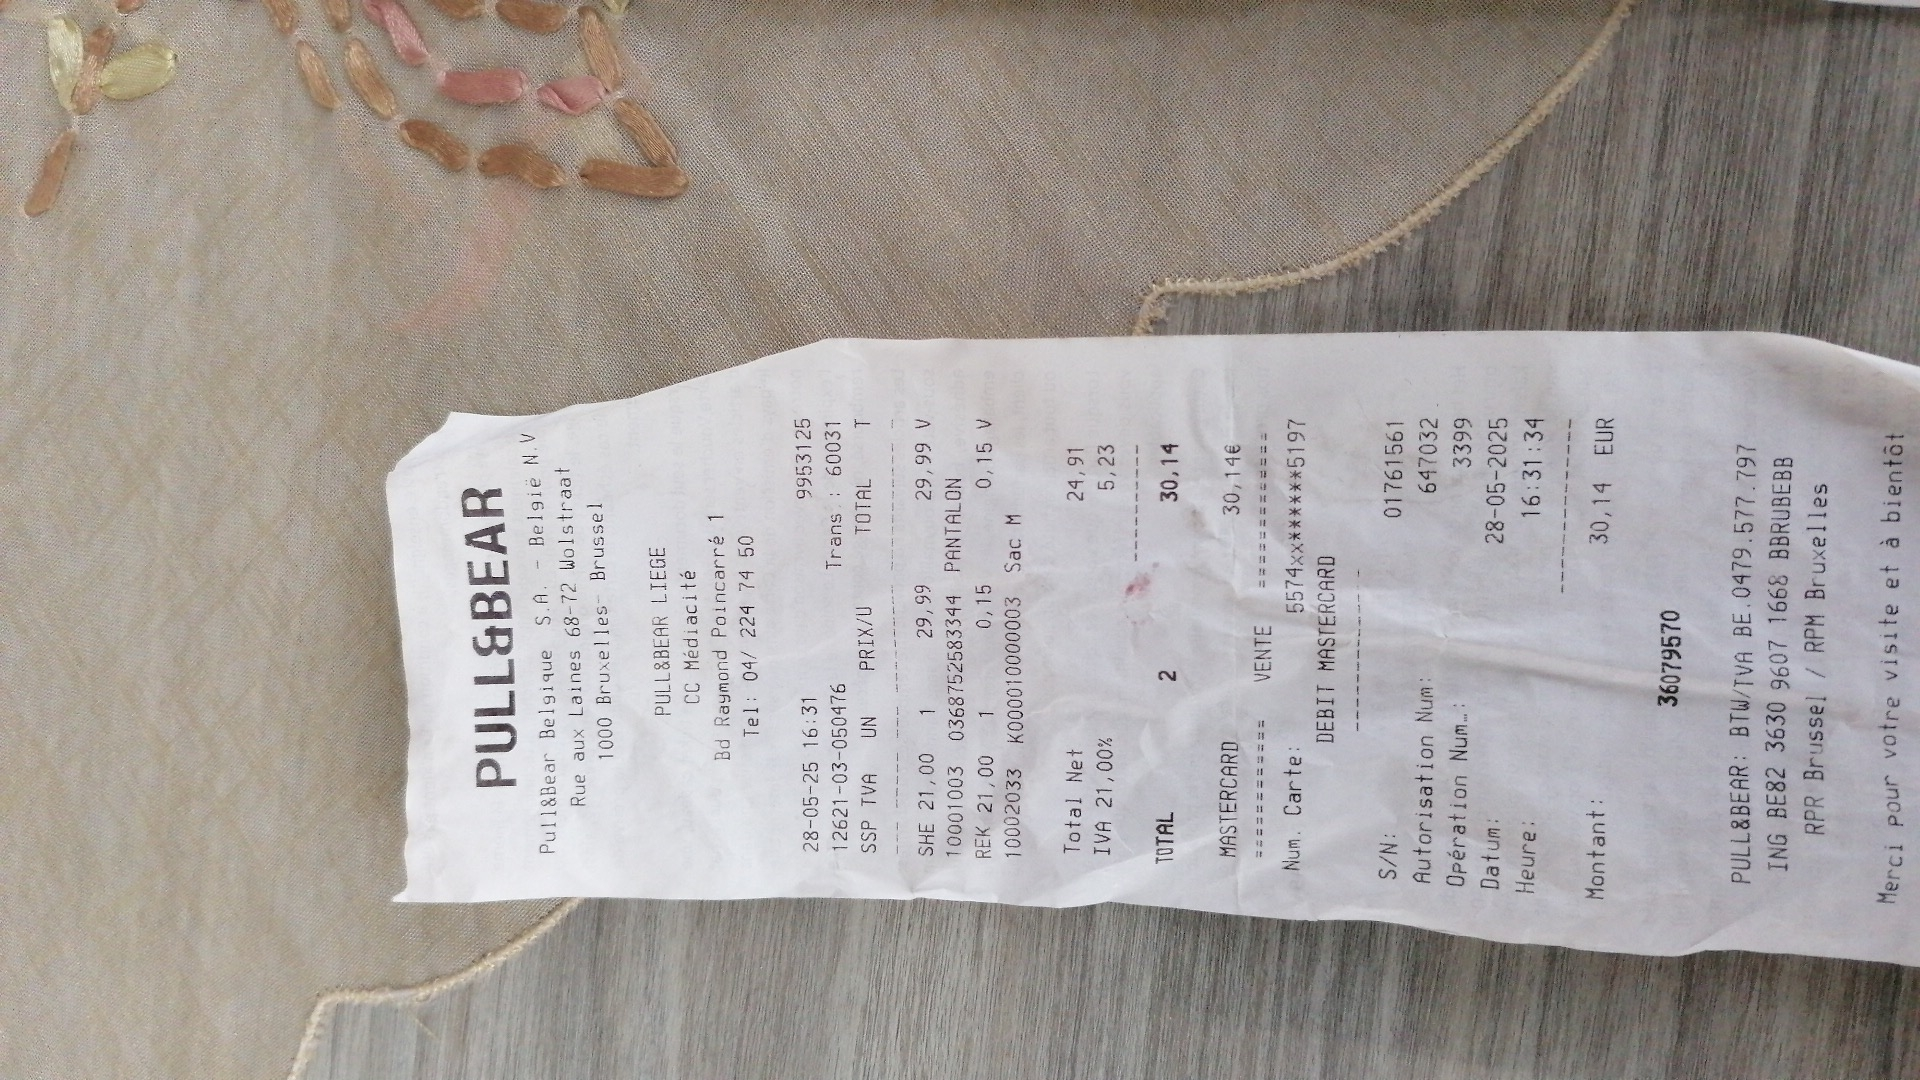 PULL&BEAR
Pull&Bear Belgique S.A. - België N.V
Rue aux Laines 68-72 Wolstraat
1000 Bruxelles- Brussel
PULL&BEAR LIEGE
CC Médiacité
Bd Raymond Poincarré 1
Tel: 04/ 224 74 50
28-05-25 16:31 9953125
12621-03-050476 Trans.: 60031
SSP TVA UN PRIX/U TOTAL T
SHE 21,00 1 29,99 29,99 V
10001003 03687525833344 PANTALON
REK 21,00 1 0,15 0,15 V
10002033 K0000100000003 Sac M
Total Net 24,91
IVA 21,00% 5,23
TOTAL 2 30,14
MASTERCARD 30,14€
========== VENTE ==========
Num. Carte: 5574xx******5197
DEBIT MASTERCARD
S/N: 01761561
Autorisation Num: 647032
Opération Num.: 3399
Datum: 28-05-2025
Heure: 16:31:34
Montant: 30,14 EUR
36079570
PULL&BEAR: BTW/TVA BE.0479.577.797
ING BE82 3630 9607 1668 BBRUBEBB
RPR Brussel / RPM Bruxelles
Merci pour votre visite et à bientôt